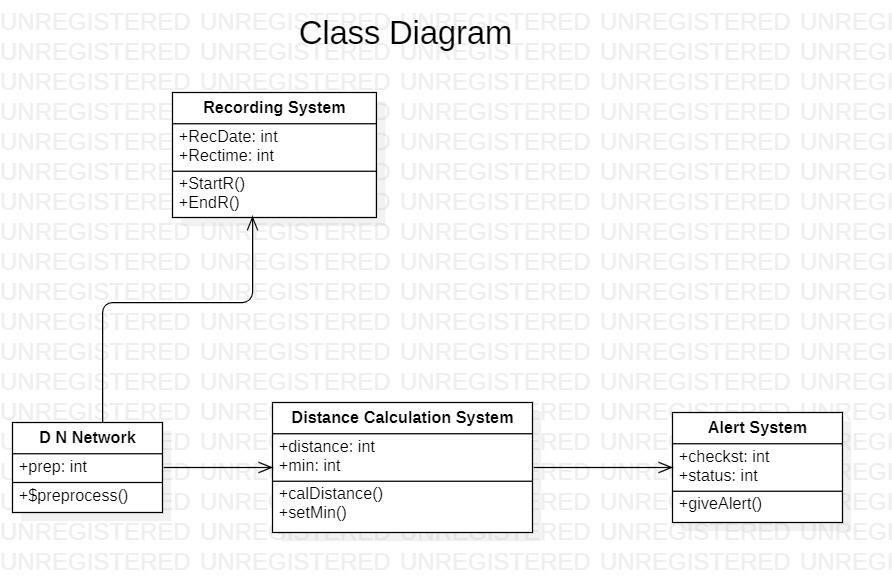 Class Diagram
Recording System
+RecDate: int
+Rectime: int
+StartR()
+EndR()
D N Network
+prep: int
+$preprocess()
Distance Calculation System
+distance: int
+min: int
+calDistance()
+setMin()
Alert System
+checkst: int
+status: int
+giveAlert()
UNREGISTERED